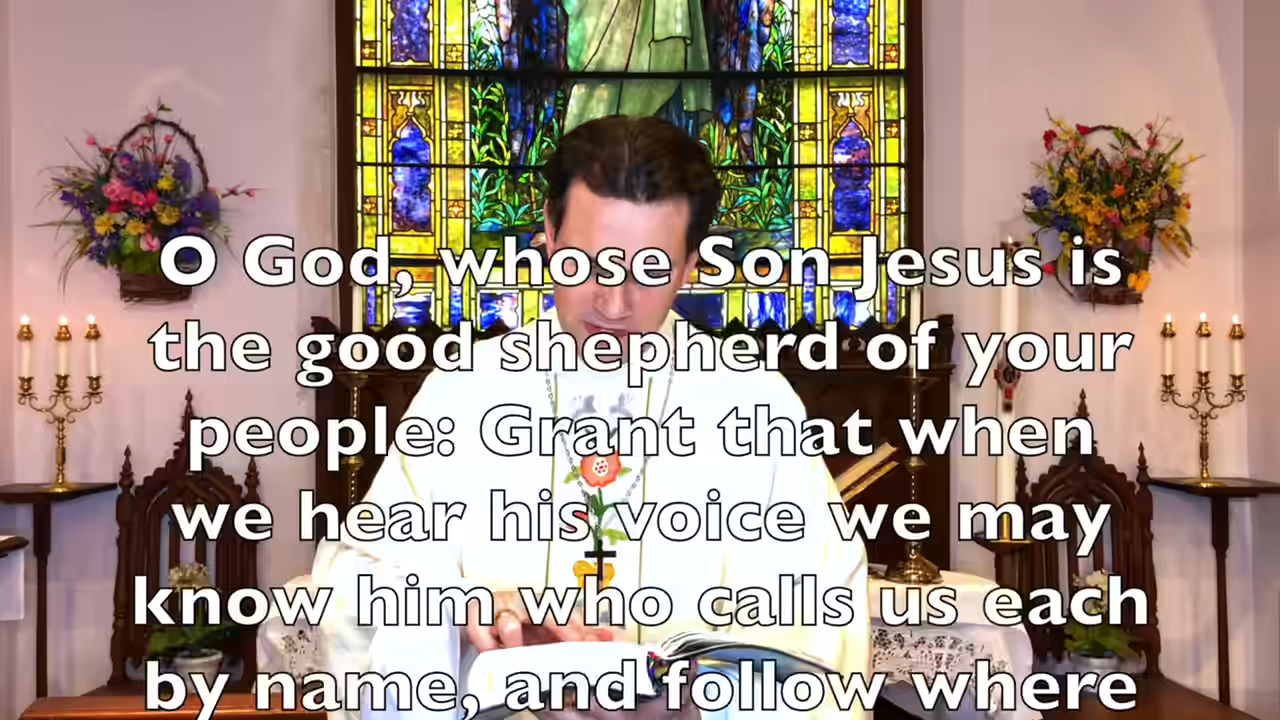 O God, whose Son Jesus is
the good shepherd of your
people: Grant that when
we hear his voice we may
know him who calls us each
by name, and follow where